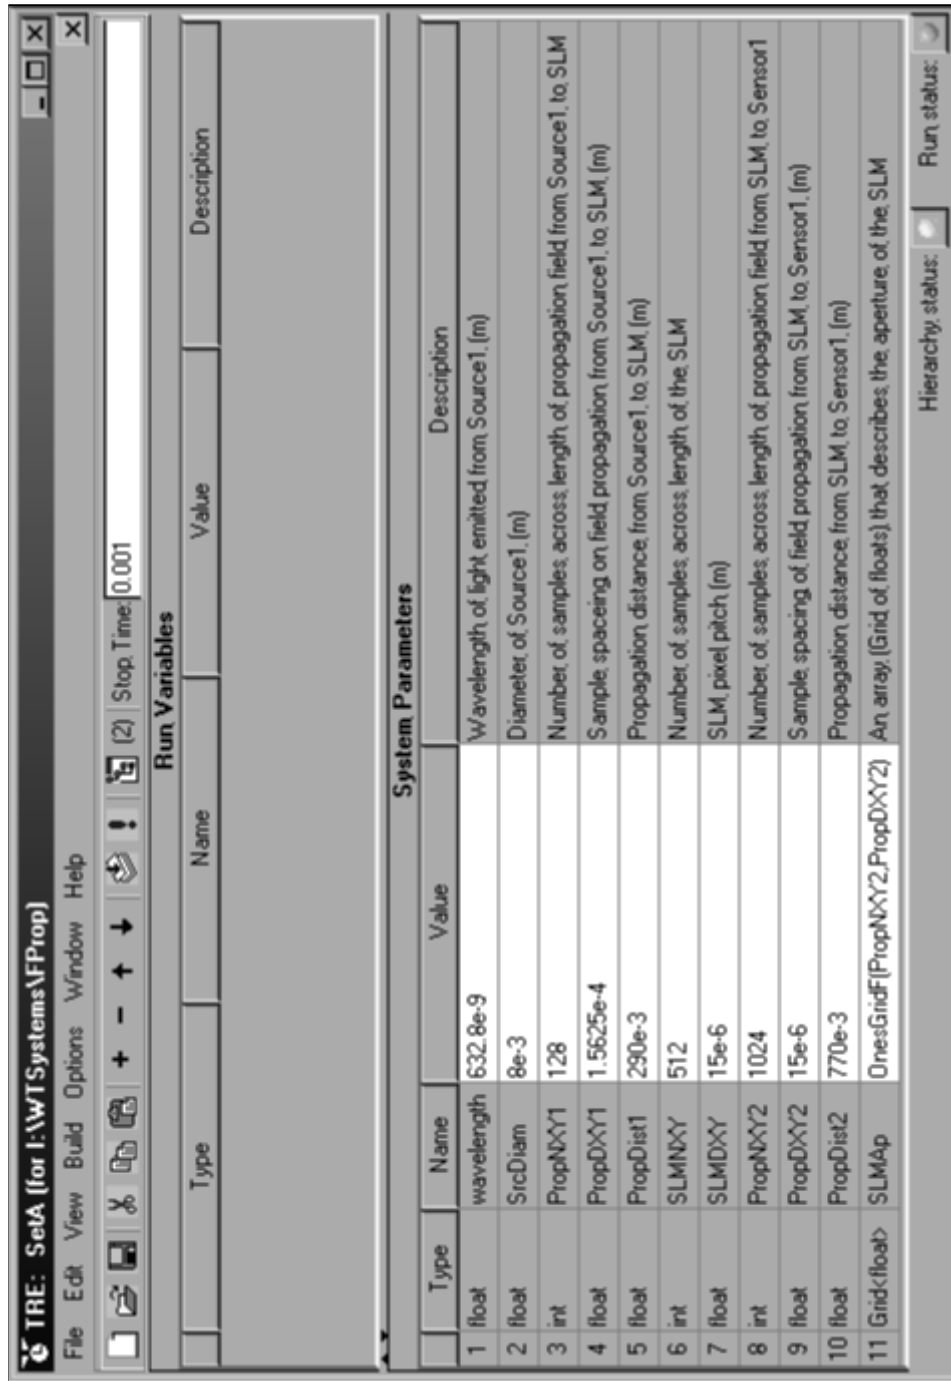 TRE: SetA (for I:\WTSystems\FProp)
File Edit View Build Options Window Help
(2) Stop Time: 0.001
Run Variables
Type Name Value Description
System Parameters
Type Name Value Description
1 float wavelength 632.8e-9 Wavelength of light emitted from Source1. (m)
2 float SrcDiam 8e-3 Diameter of Source1. (m)
3 int PropNXY1 128 Number of samples across length of propagation field from Source1 to SLM
4 float PropDXY1 1.5625e-4 Sample spaceing on field propagation from Source1 to SLM. (m)
5 float PropDist1 290e-3 Propagation distance from Source1 to SLM. (m)
6 int SLMNXY 512 Number of samples across length of the SLM
7 float SLMDXY 15e-6 SLM pixel pitch (m)
8 int PropNXY2 1024 Number of samples across length of propagation field from SLM to Sensor1
9 float PropDXY2 15e-6 Sample spacing of field propagation from SLM to Sensor1. (m)
10 float PropDist2 770e-3 Propagation distance from SLM to Sensor1. (m)
11 Grid<float> SLMAp OnesGridF(PropNXY2,PropDXY2) An array (Grid of floats) that describes the aperture of the SLM
Hierarchy status: Run status: